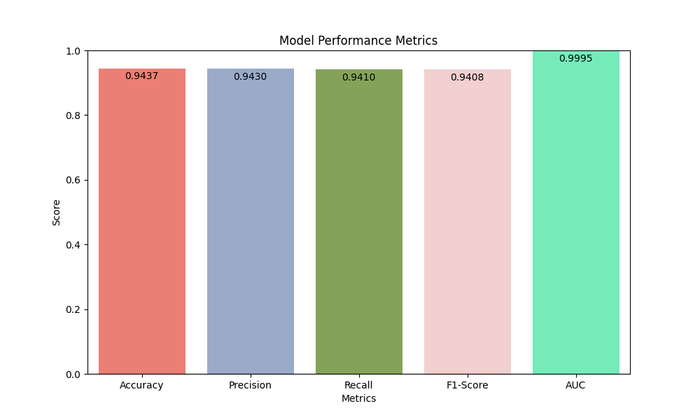 Model Performance Metrics
1.0
0.8
0.6
0.4
0.2
0.0
Score
0.9437
0.9430
0.9410
0.9408
0.9995
Accuracy
Precision
Recall
F1-Score
AUC
Metrics